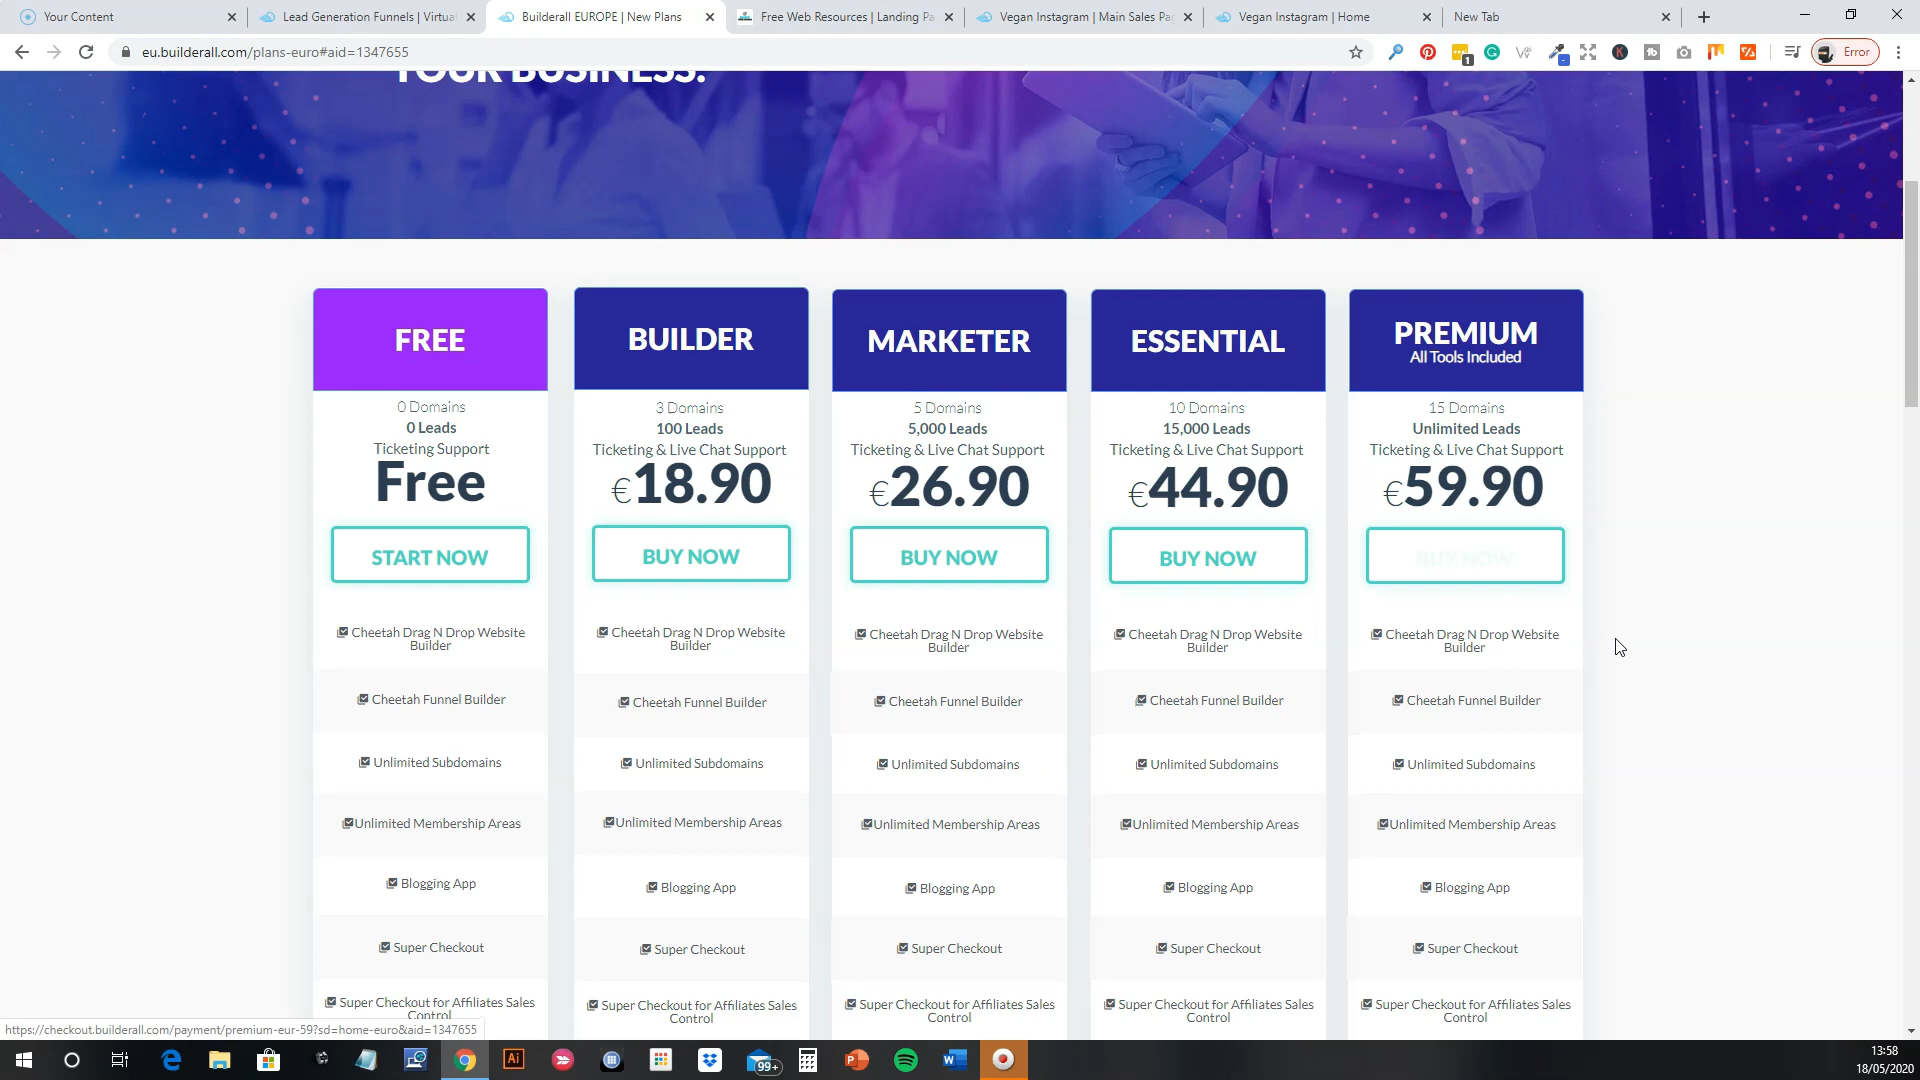 Your Content
Lead Generation Funnels | Virtual
Builderall EUROPE | New Plans
Free Web Resources | Landing Pa
Vegan Instagram | Main Sales Pag
Vegan Instagram | Home
New Tab
eu.builderall.com/plans-euro#aid=1347655
1
Error
YOUR BUSINESS.
FREE
0 Domains
0 Leads
Ticketing Support
Free
START NOW
Cheetah Drag N Drop Website
Builder
Cheetah Funnel Builder
Unlimited Subdomains
Unlimited Membership Areas
Blogging App
Super Checkout
Super Checkout for Affiliates Sales
Control
BUILDER
3 Domains
100 Leads
Ticketing & Live Chat Support
€18.90
BUY NOW
Cheetah Drag N Drop Website
Builder
Cheetah Funnel Builder
Unlimited Subdomains
Unlimited Membership Areas
Blogging App
Super Checkout
Super Checkout for Affiliates Sales
Control
MARKETER
5 Domains
5,000 Leads
Ticketing & Live Chat Support
€26.90
BUY NOW
Cheetah Drag N Drop Website
Builder
Cheetah Funnel Builder
Unlimited Subdomains
Unlimited Membership Areas
Blogging App
Super Checkout
Super Checkout for Affiliates Sales
Control
ESSENTIAL
10 Domains
15,000 Leads
Ticketing & Live Chat Support
€44.90
BUY NOW
Cheetah Drag N Drop Website
Builder
Cheetah Funnel Builder
Unlimited Subdomains
Unlimited Membership Areas
Blogging App
Super Checkout
Super Checkout for Affiliates Sales
Control
PREMIUM
All Tools Included
15 Domains
Unlimited Leads
Ticketing & Live Chat Support
€59.90
BUY NOW
Cheetah Drag N Drop Website
Builder
Cheetah Funnel Builder
Unlimited Subdomains
Unlimited Membership Areas
Blogging App
Super Checkout
Super Checkout for Affiliates Sales
Control
https://checkout.builderall.com/payment/premium-eur-59?sd=home-euro&aid=1347655
Ai
99+
13:58
18/05/2020